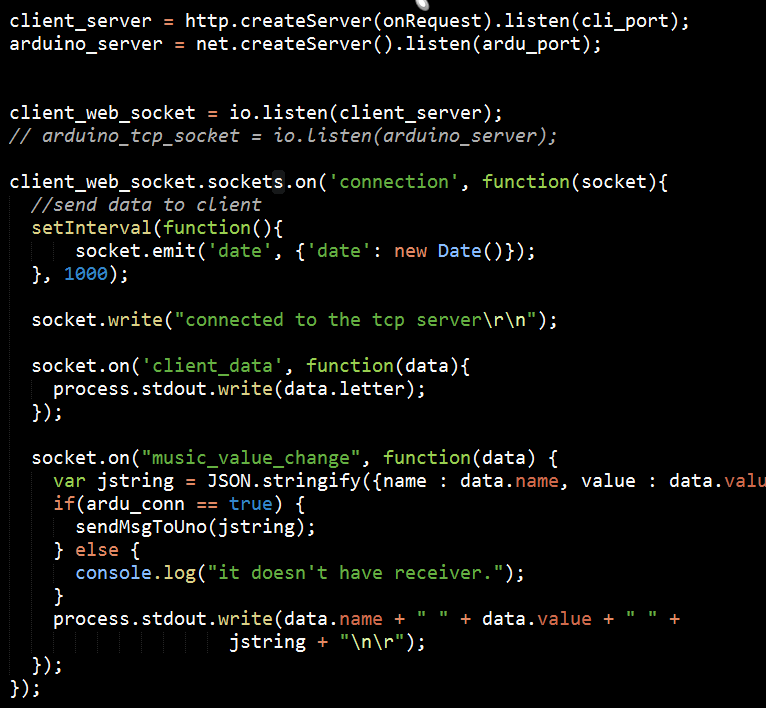 client_server = http.createServer(onRequest).listen(cli_port);
arduino_server = net.createServer().listen(ardu_port);
client_web_socket = io.listen(client_server);
// arduino_tcp_socket = io.listen(arduino_server);
client_web_socket.sockets.on('connection', function(socket){
//send data to client
setInterval(function(){
socket.emit('date', {'date': new Date()});
}, 1000);
socket.write("connected to the tcp server\r\n");
socket.on('client_data', function(data){
process.stdout.write(data.letter);
});
socket.on("music_value_change", function(data) {
var jstring = JSON.stringify({name : data.name, value : data.valu
if(ardu_conn == true) {
sendMsgToUno(jstring);
} else {
console.log("it doesn't have receiver.");
}
process.stdout.write(data.name + " " + data.value + " " +
jstring + "\n\r");
});
});